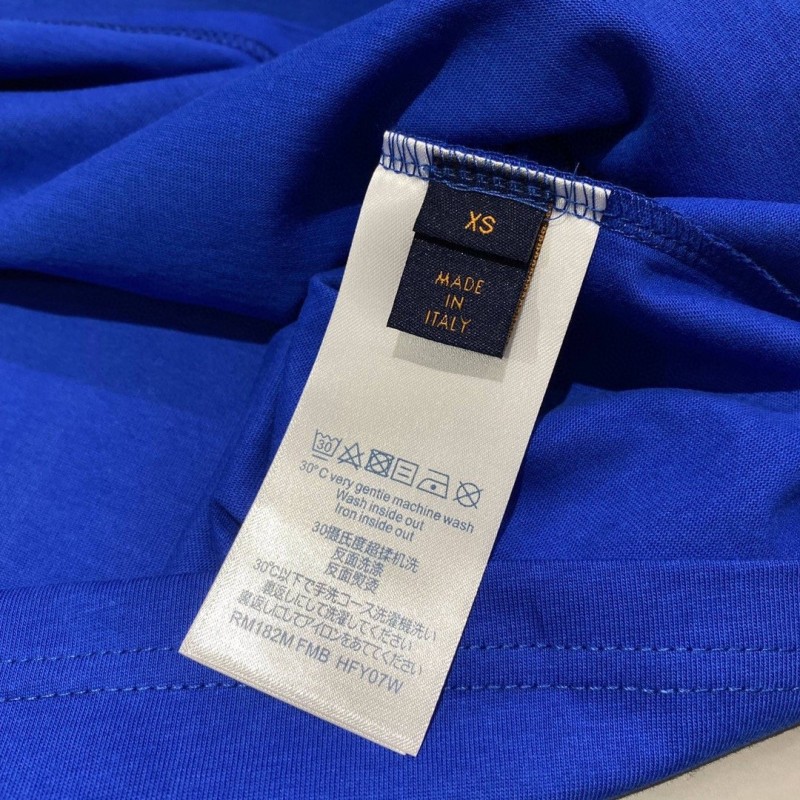 XS
MADE
IN
ITALY
30
30°C very gentle machine wash
Wash inside out
Iron inside out
30摄氏度超揉机洗
反面洗涤
反面熨烫
30℃以下で手洗コース洗濯機洗い
裏返しにして洗濯してください
裏返しにしてアイロンをあててください
RM182M FMB HFY07W